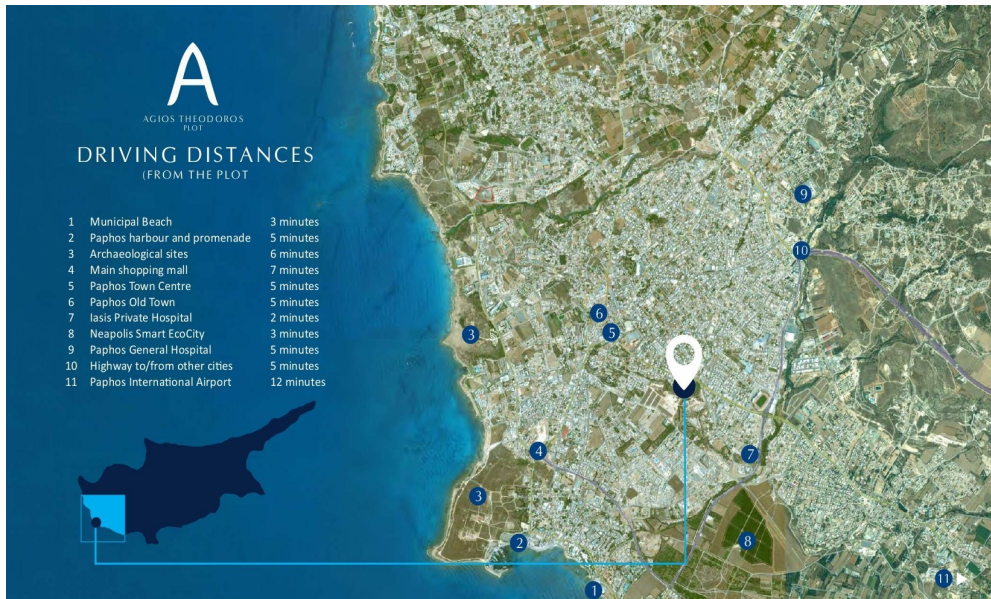 A
AGIOS THEODOROS
PLOT
DRIVING DISTANCES
(FROM THE PLOT
1 Municipal Beach 3 minutes
2 Paphos harbour and promenade 5 minutes
3 Archaeological sites 6 minutes
4 Main shopping mall 7 minutes
5 Paphos Town Centre 5 minutes
6 Paphos Old Town 5 minutes
7 Iasis Private Hospital 2 minutes
8 Neapolis Smart EcoCity 3 minutes
9 Paphos General Hospital 5 minutes
10 Highway to/from other cities 5 minutes
11 Paphos International Airport 12 minutes
9
10
6
5
3
4
7
3
8
2
11
1